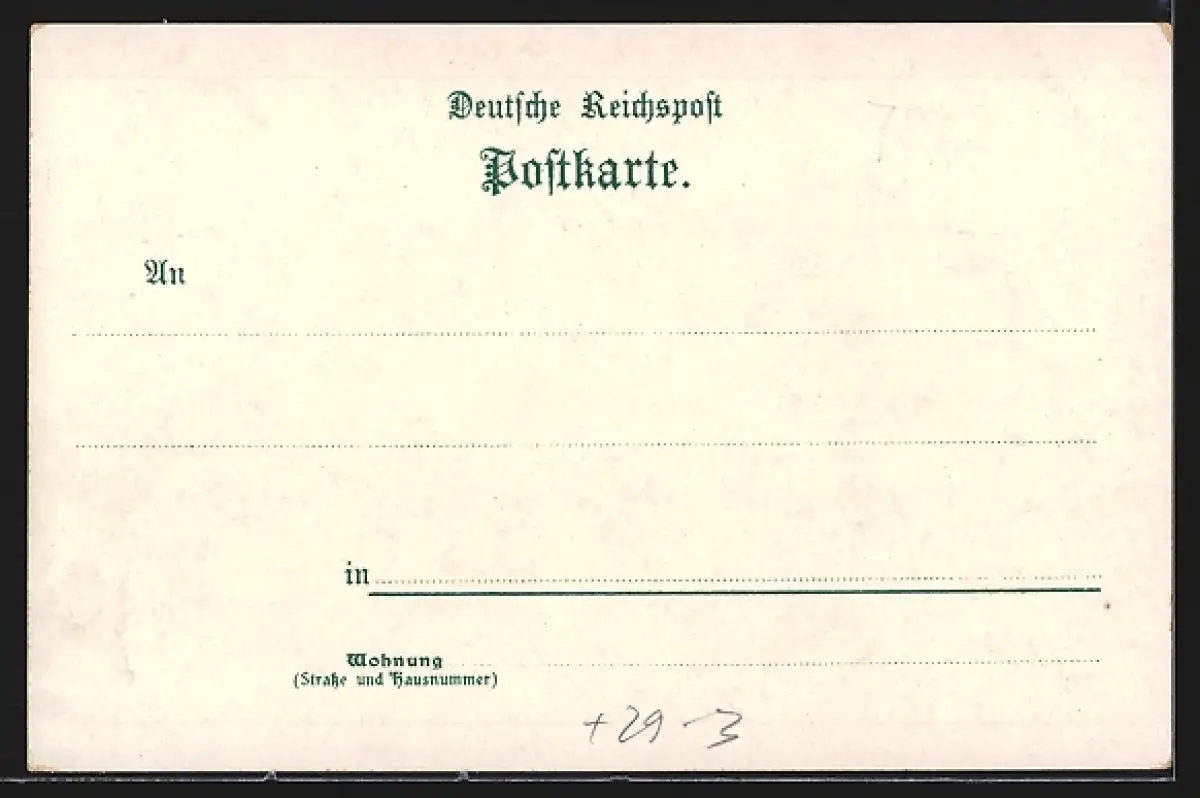 Deutsche Reichspost
Postkarte.
An
in
Wohnung
(Straße und Hausnummer)
+29-3